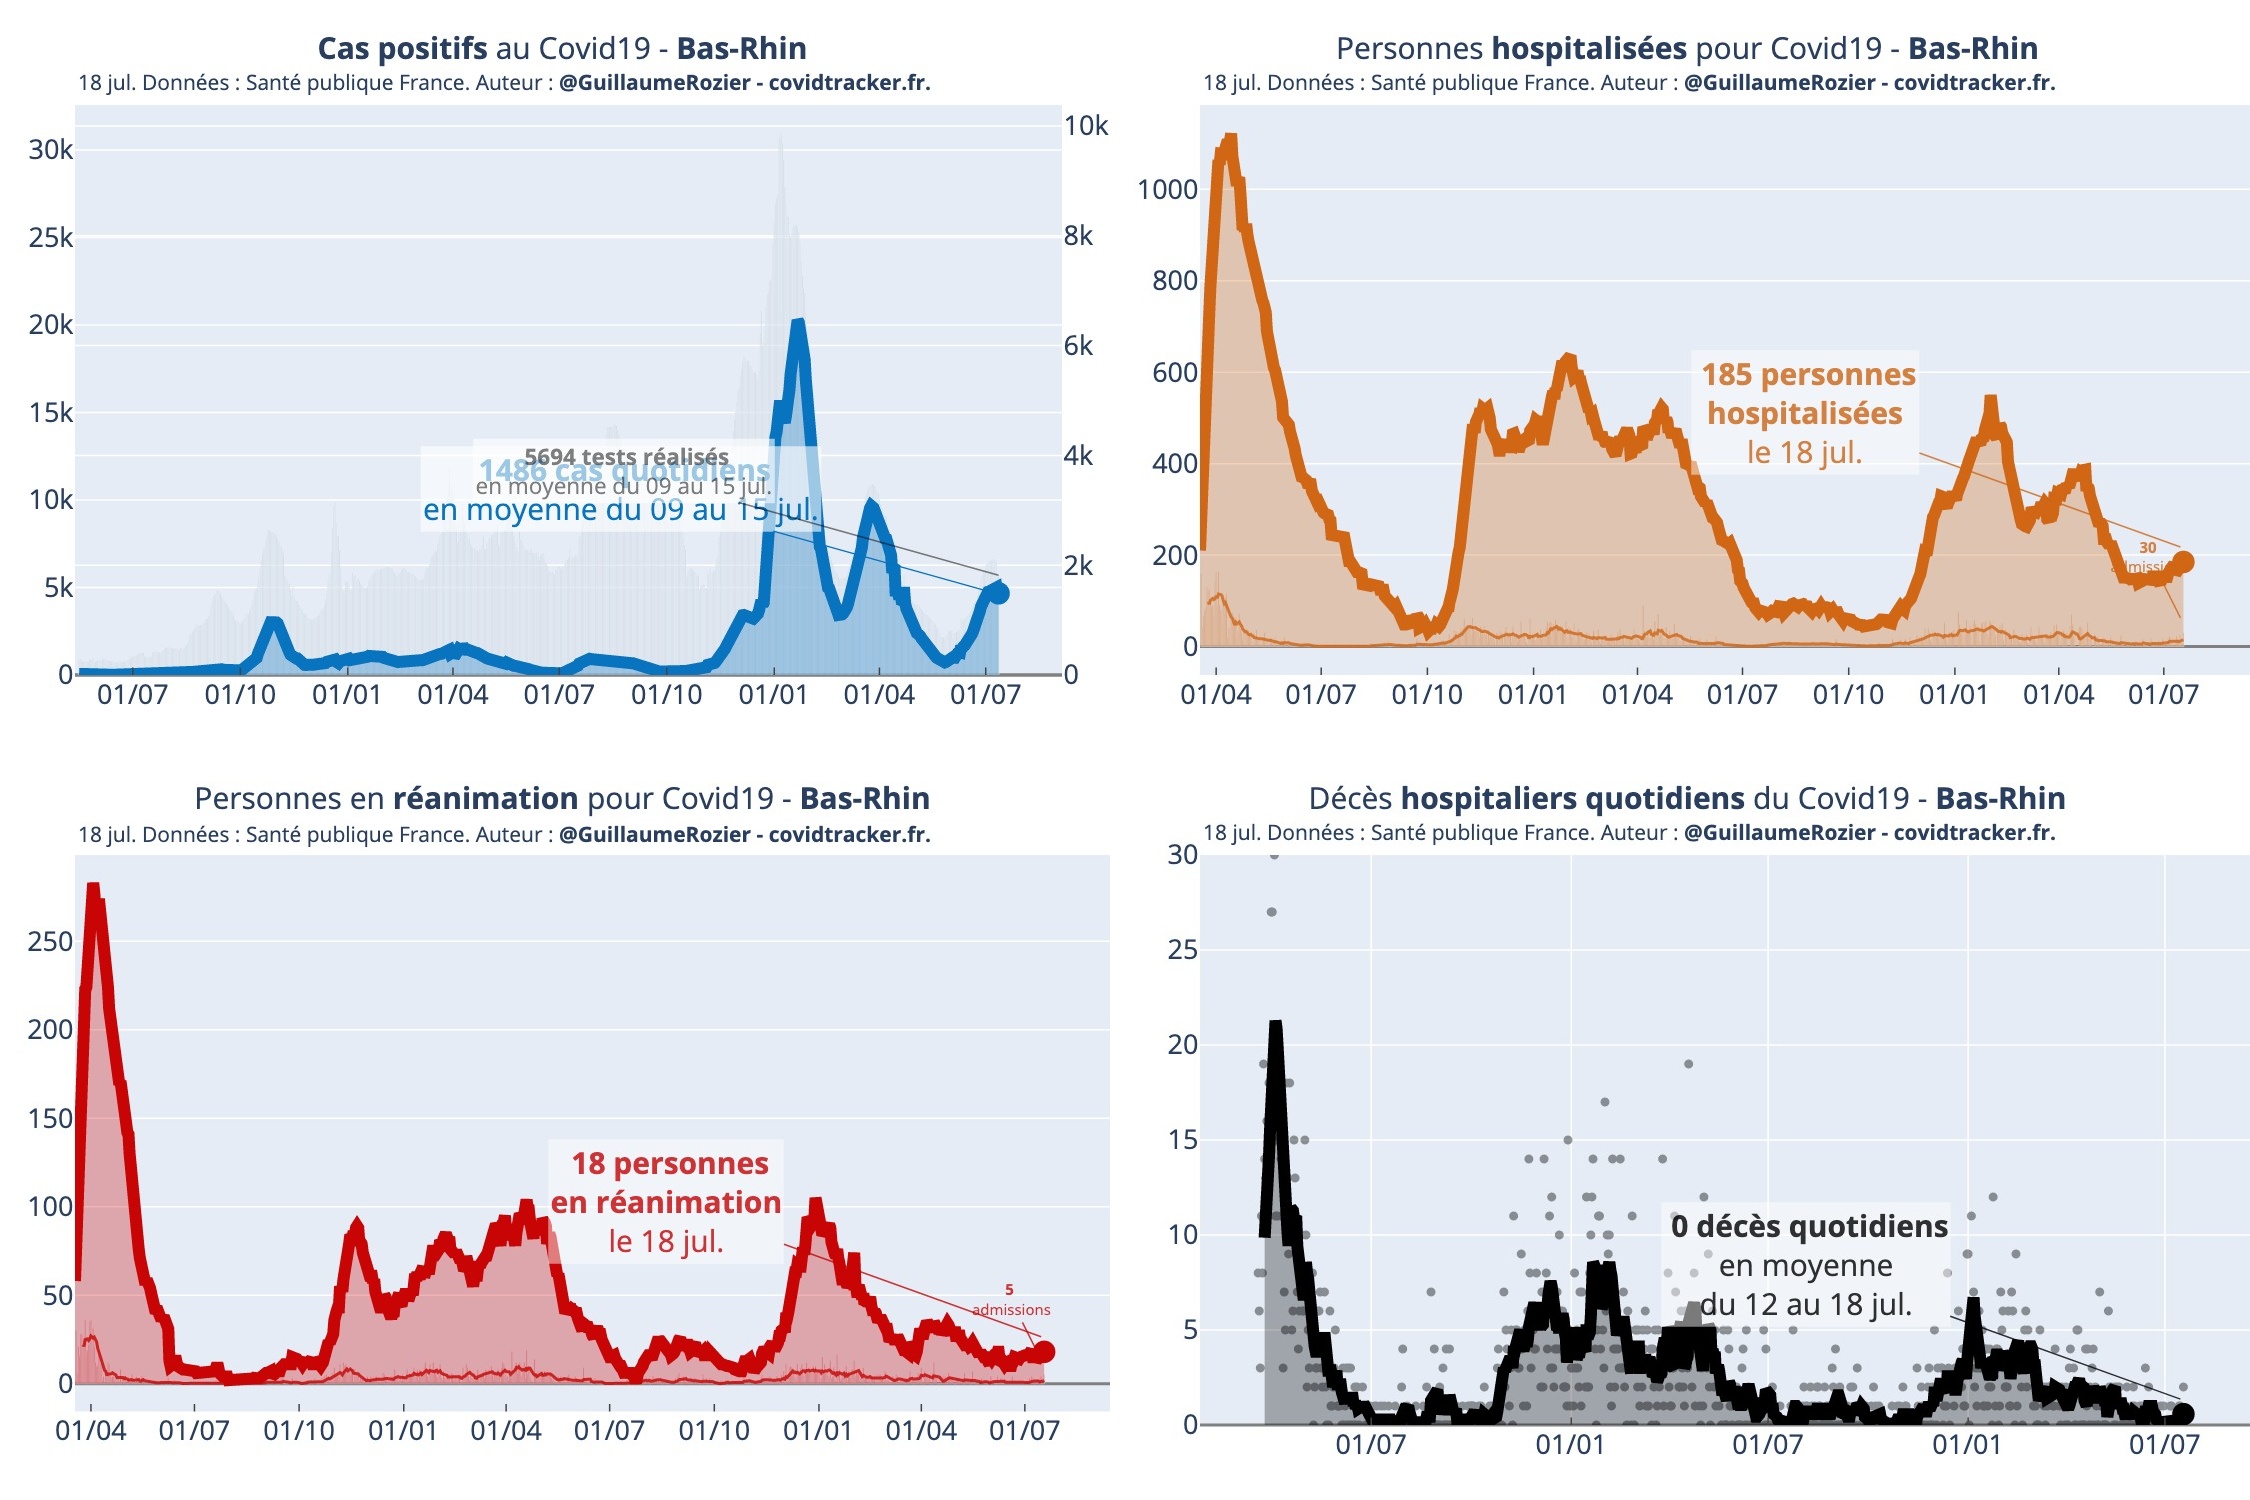 Cas positifs au Covid19 - Bas-Rhin
18 jul. Données : Santé publique France. Auteur : @GuillaumeRozier - covidtracker.fr.
30k
25k
20k
15k
10k
5k
0
10k
8k
6k
4k
2k
0
5694 tests réalisés
en moyenne du 09 au 15 jul.
1486 cas quotidiens
en moyenne du 09 au 15 jul.
01/07 01/10 01/01 01/04 01/07 01/10 01/01 01/04 01/07
Personnes hospitalisées pour Covid19 - Bas-Rhin
18 jul. Données : Santé publique France. Auteur : @GuillaumeRozier - covidtracker.fr.
1000
800
600
400
200
0
185 personnes
hospitalisées
le 18 jul.
30
01/04 01/07 01/10 01/01 01/04 01/07 01/10 01/01 01/04 01/07
Personnes en réanimation pour Covid19 - Bas-Rhin
18 jul. Données : Santé publique France. Auteur : @GuillaumeRozier - covidtracker.fr.
250
200
150
100
50
0
18 personnes
en réanimation
le 18 jul.
5
admissions
01/04 01/07 01/10 01/01 01/04 01/07 01/10 01/01 01/04 01/07
Décès hospitaliers quotidiens du Covid19 - Bas-Rhin
18 jul. Données : Santé publique France. Auteur : @GuillaumeRozier - covidtracker.fr.
30
25
20
15
10
5
0
0 décès quotidiens
en moyenne
du 12 au 18 jul.
01/07 01/01 01/07 01/01 01/07